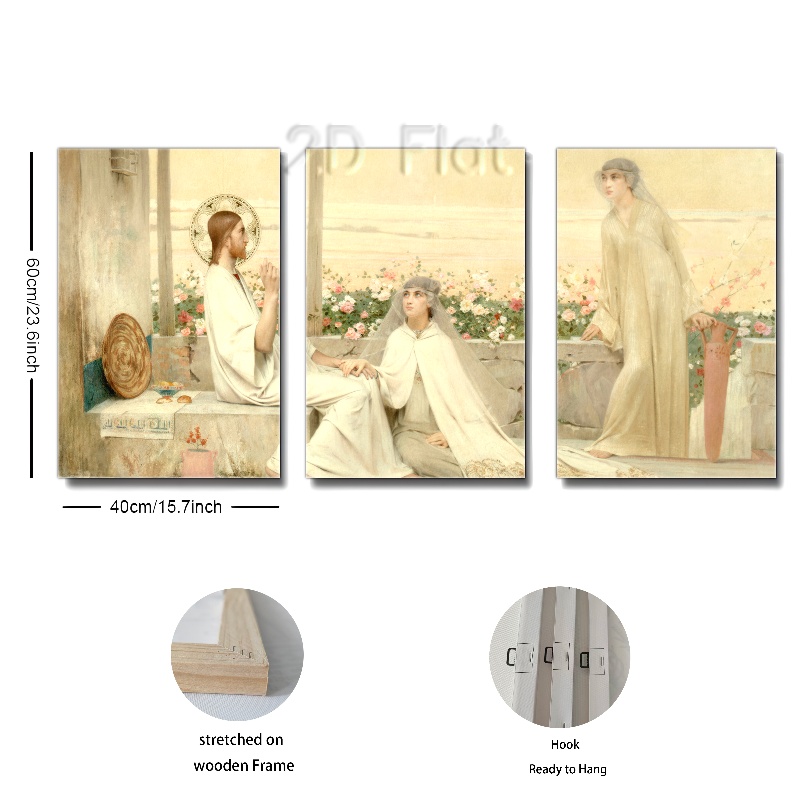 2D Flat
60cm/23.6inch
40cm/15.7inch
stretched on
wooden Frame
Hook
Ready to Hang